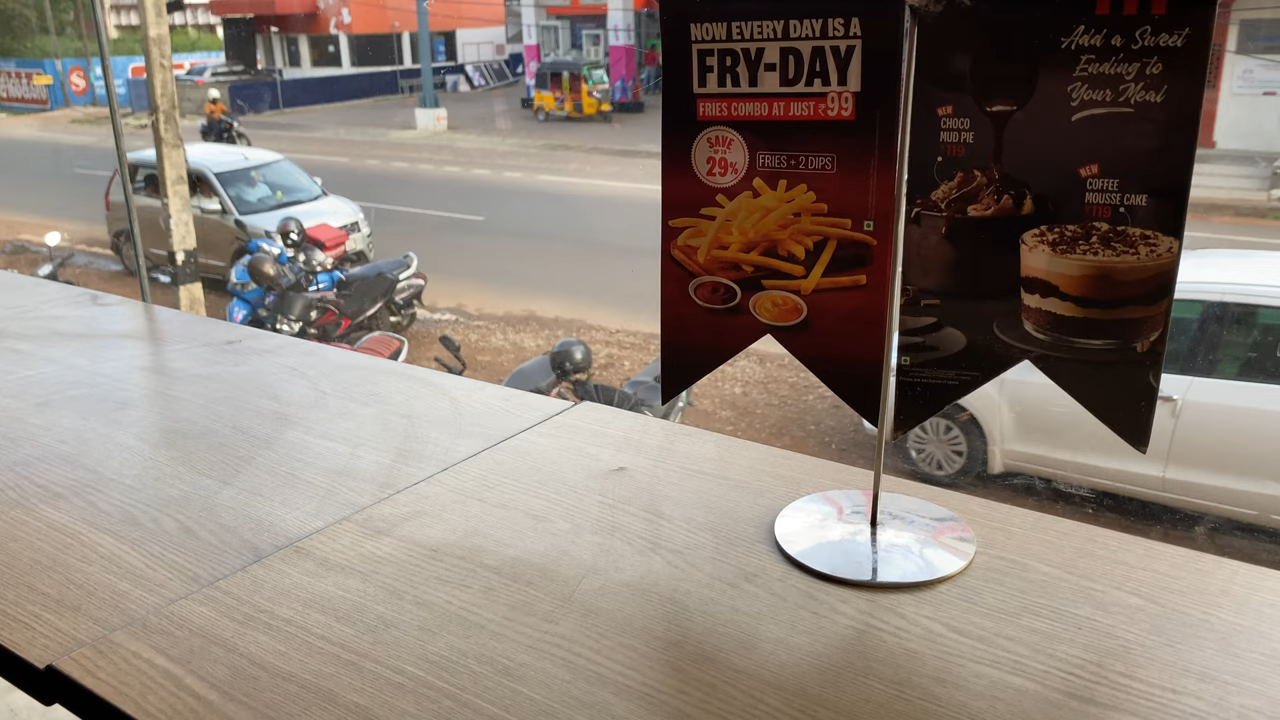 NOW EVERY DAY IS A
FRY-DAY
FRIES COMBO AT JUST ₹99
SAVE
UP TO
29%
FRIES + 2 DIPS
Add a Sweet
Ending to
Your Meal
NEW
CHOCO
MUD PIE
₹119
NEW
COFFEE
MOUSSE CAKE
₹119